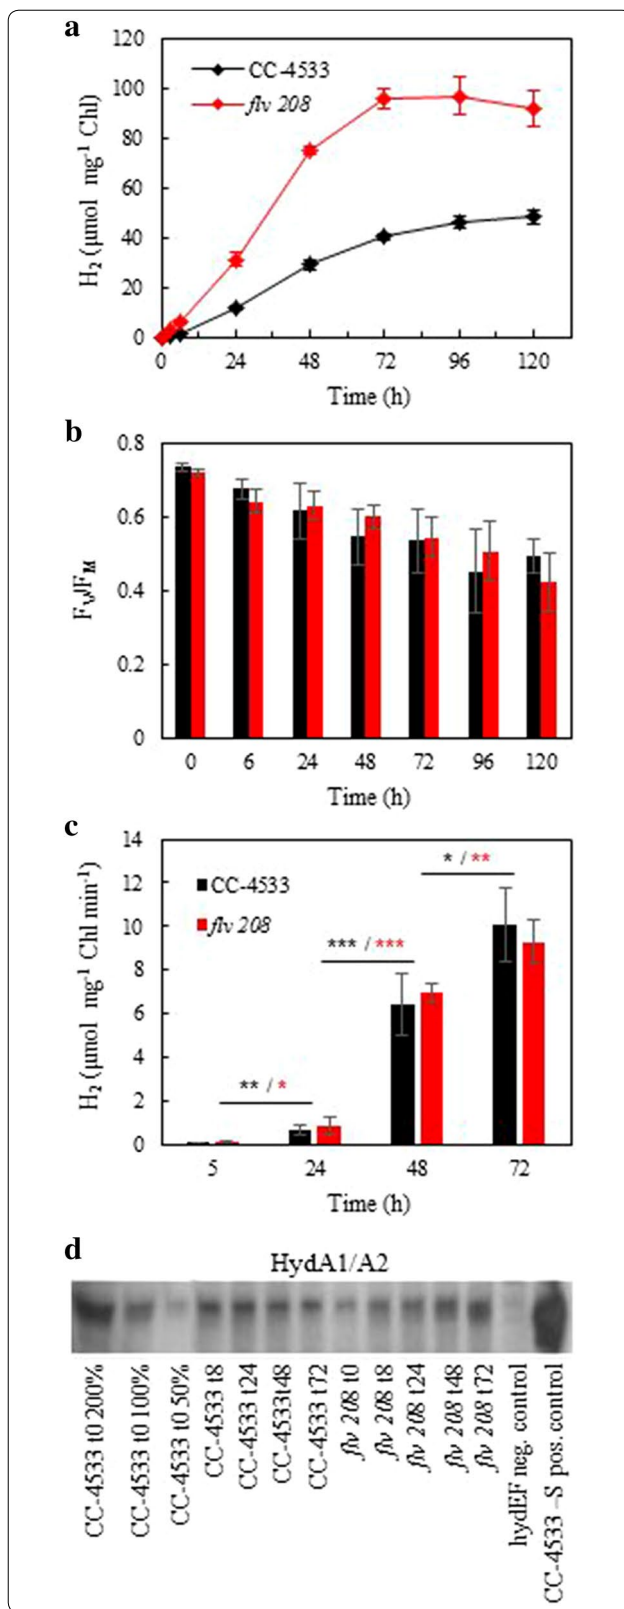 a
120
100
80
60
40
20
0
H₂ (µmol mg⁻¹ Chl)
CC-4533
flv 208
0 24 48 72 96 120
Time (h)
b
0.8
0.6
0.4
0.2
0
Fᵥ/Fᴍ
0 6 24 48 72 96 120
Time (h)
c
14
12
10
8
6
4
2
0
H₂ (µmol mg⁻¹ Chl min⁻¹)
CC-4533
flv 208
** / *
*** / ***
* / **
5 24 48 72
Time (h)
d
HydA1/A2
CC-4533 t0 200%
CC-4533 t0 100%
CC-4533 t0 50%
CC-4533 t8
CC-4533 t24
CC-4533t48
CC-4533 t72
flv 208 t0
flv 208 t8
flv 208 t24
flv 208 t48
flv 208 t72
hydEF neg. control
CC-4533 –S pos. control